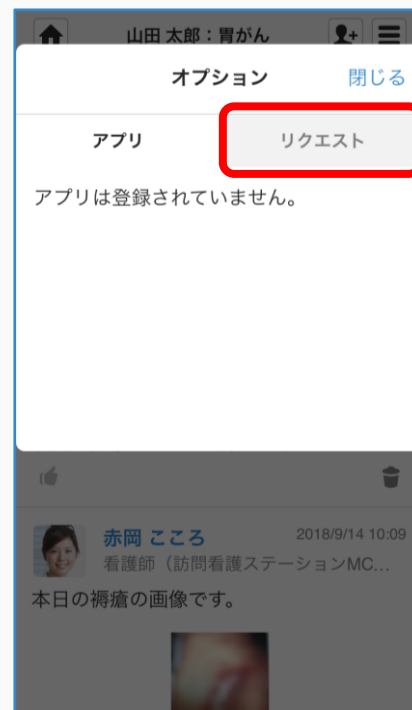 山田 太郎：胃がん
オプション 閉じる
アプリ リクエスト
アプリは登録されていません。
赤岡 こころ 2018/9/14 10:09
看護師（訪問看護ステーションMC...
本日の褥瘡の画像です。